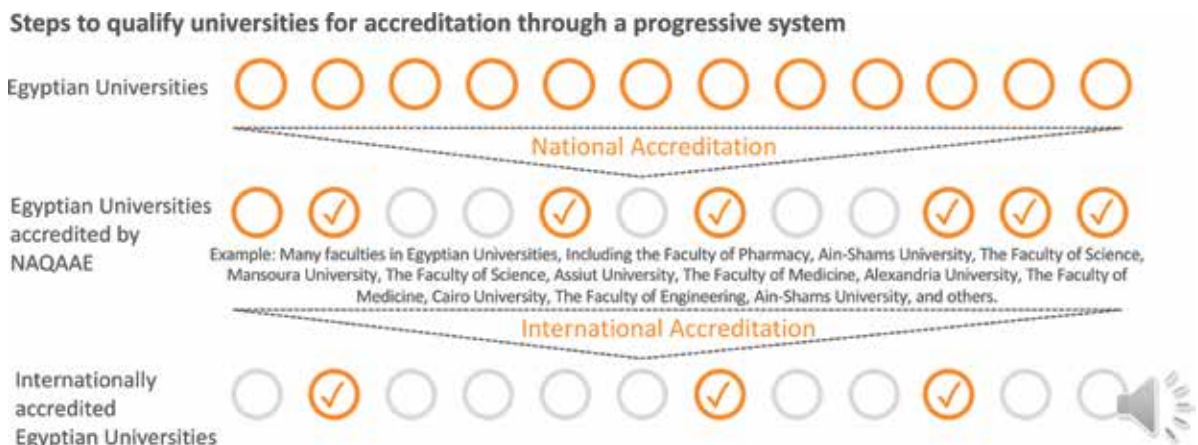 Steps to qualify universities for accreditation through a progressive system
Egyptian Universities
National Accreditation
Egyptian Universities
accredited by
NAQAAE
Example: Many faculties in Egyptian Universities, Including the Faculty of Pharmacy, Ain-Shams University, The Faculty of Science,
Mansoura University, The Faculty of Science, Assiut University, The Faculty of Medicine, Alexandria University, The Faculty of
Medicine, Cairo University, The Faculty of Engineering, Ain-Shams University, and others.
International Accreditation
Internationally
accredited
Egyptian Universities